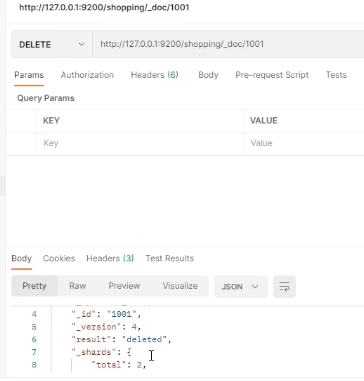 http://127.0.0.1:9200/shopping/_doc/1001
DELETE http://127.0.0.1:9200/shopping/_doc/1001
Params Authorization Headers (6) Body Pre-request Script Tests
Query Params
KEY VALUE
Key Value
Body Cookies Headers (3) Test Results
Pretty Raw Preview Visualize JSON
4 "_id": "1001",
5 "_version": 4,
6 "result": "deleted",
7 "_shards": {
8 "total": 2,